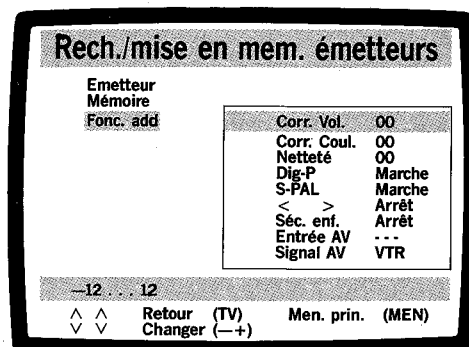 Rech./mise en mem. émetteurs
Emetteur
Mémoire
Fonc. add
Corr. Vol. 00
Corr. Coul. 00
Netteté 00
Dig-P Marche
S-PAL Marche
< > Arrêt
Séc. enf. Arrêt
Entrée AV ---
Signal AV VTR
—12 . . . 12
∧ ∧ Retour (TV) Men. prin. (MEN)
∨ ∨ Changer (—+)